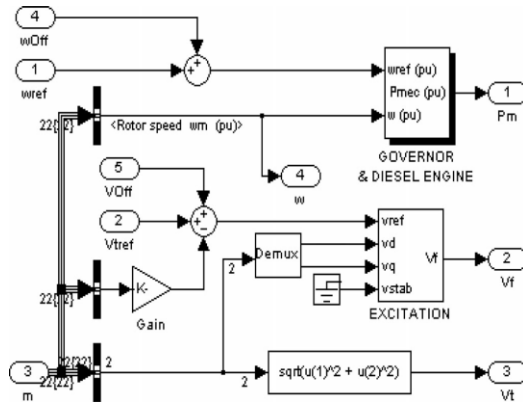 4
wOff
1
wref
wref (pu)
Pmec (pu)
w (pu)
1
Pm
GOVERNOR
& DIESEL ENGINE
<Rotor speed wm (pu)>
4
w
5
VOff
2
Vtref
K-
Gain
2
Demux
vref
vd
vq
vstab
Vf
EXCITATION
2
Vf
3
m
2
2
sqrt(u(1)^2 + u(2)^2)
3
Vt